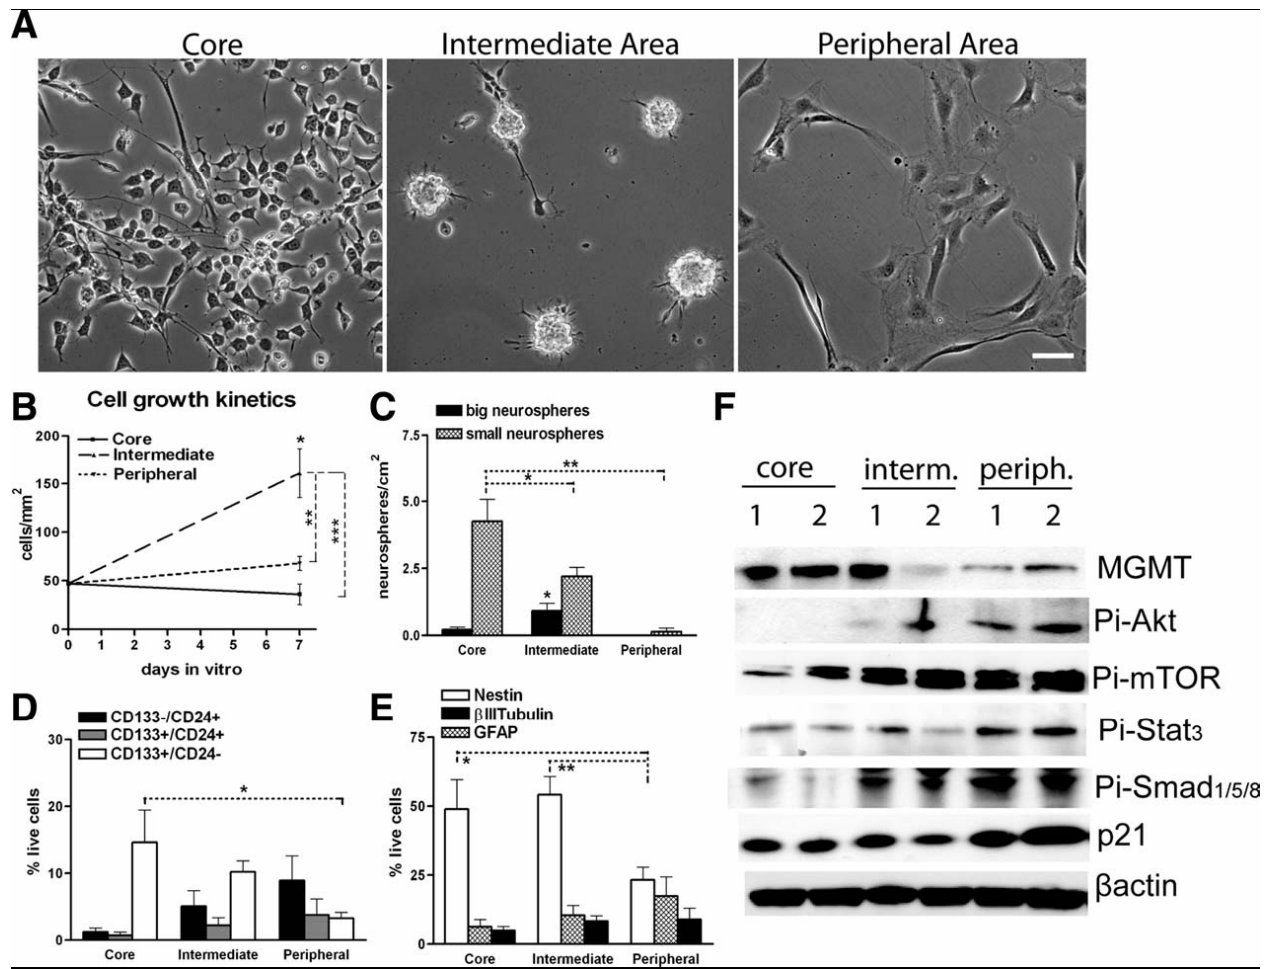 A
Core
Intermediate Area
Peripheral Area
B
Cell growth kinetics
Core
Intermediate
Peripheral
200
150
100
50
0
cells/mm2
*
**
***
0 1 2 3 4 5 6 7
days in vitro
C
big neurospheres
small neurospheres
7.5
5.0
2.5
0.0
neurospheres/cm2
**
*
*
Core Intermediate Peripheral
D
CD133-/CD24+
CD133+/CD24+
CD133+/CD24-
30
20
10
0
% live cells
*
Core Intermediate Peripheral
E
Nestin
βIIITubulin
GFAP
75
50
25
0
% live cells
*
**
Core Intermediate Peripheral
F
core interm. periph.
1 2 1 2 1 2
MGMT
Pi-Akt
Pi-mTOR
Pi-Stat3
Pi-Smad1/5/8
p21
βactin